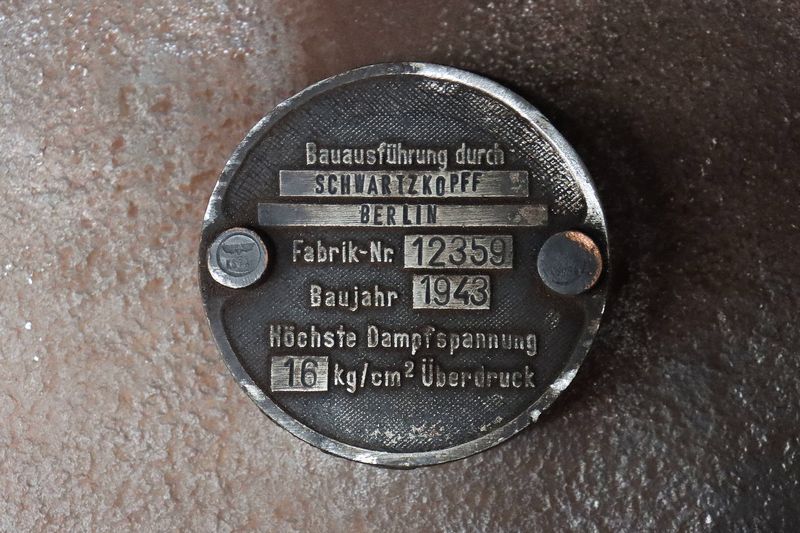 Bauausführung durch
SCHWARTZKOPFF
BERLIN
Fabrik-Nr. 12359
Baujahr 1943
Höchste Dampfspannung
16 kg/cm² Überdruck